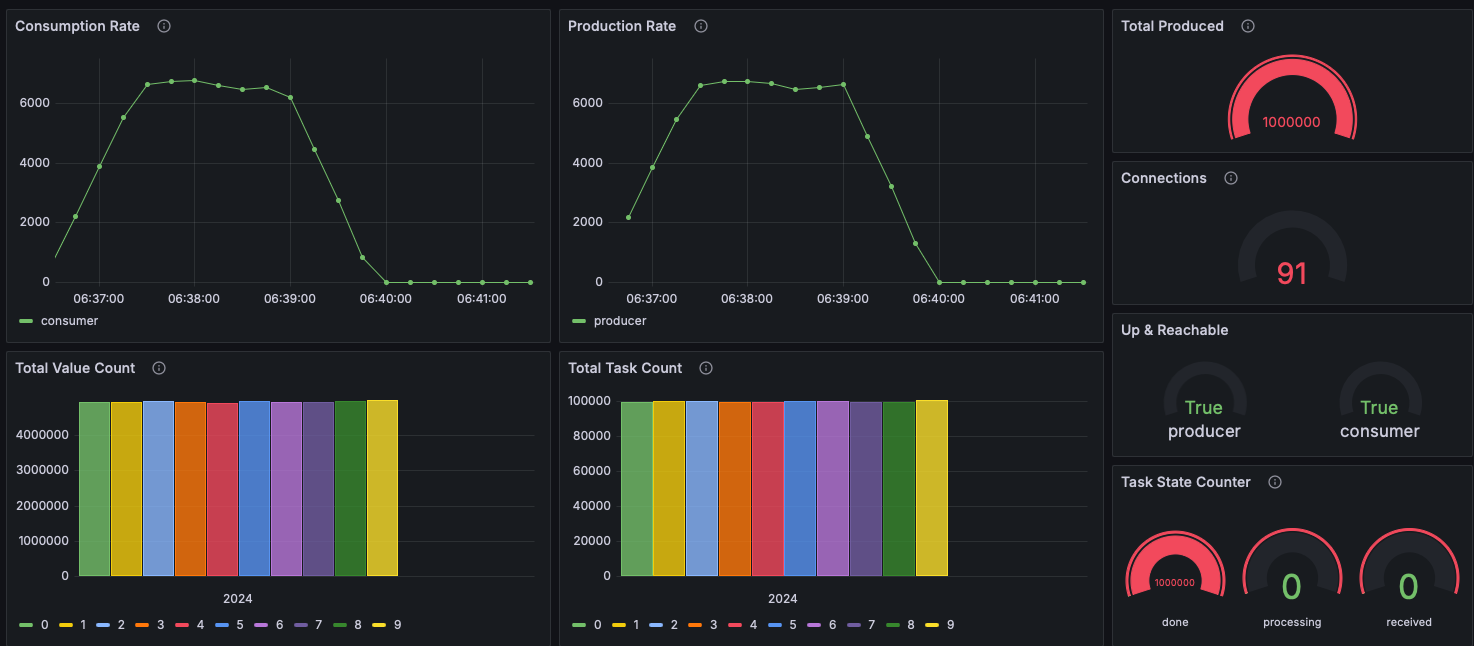 Consumption Rate
6000
4000
2000
0
06:37:00 06:38:00 06:39:00 06:40:00 06:41:00
consumer
Production Rate
6000
4000
2000
0
06:37:00 06:38:00 06:39:00 06:40:00 06:41:00
producer
Total Produced
1000000
Connections
91
Up & Reachable
True True
producer consumer
Total Value Count
4000000
3000000
2000000
1000000
0
2024
0 1 2 3 4 5 6 7 8 9
Total Task Count
100000
80000
60000
40000
20000
0
2024
0 1 2 3 4 5 6 7 8 9
Task State Counter
1000000 0 0
done processing received